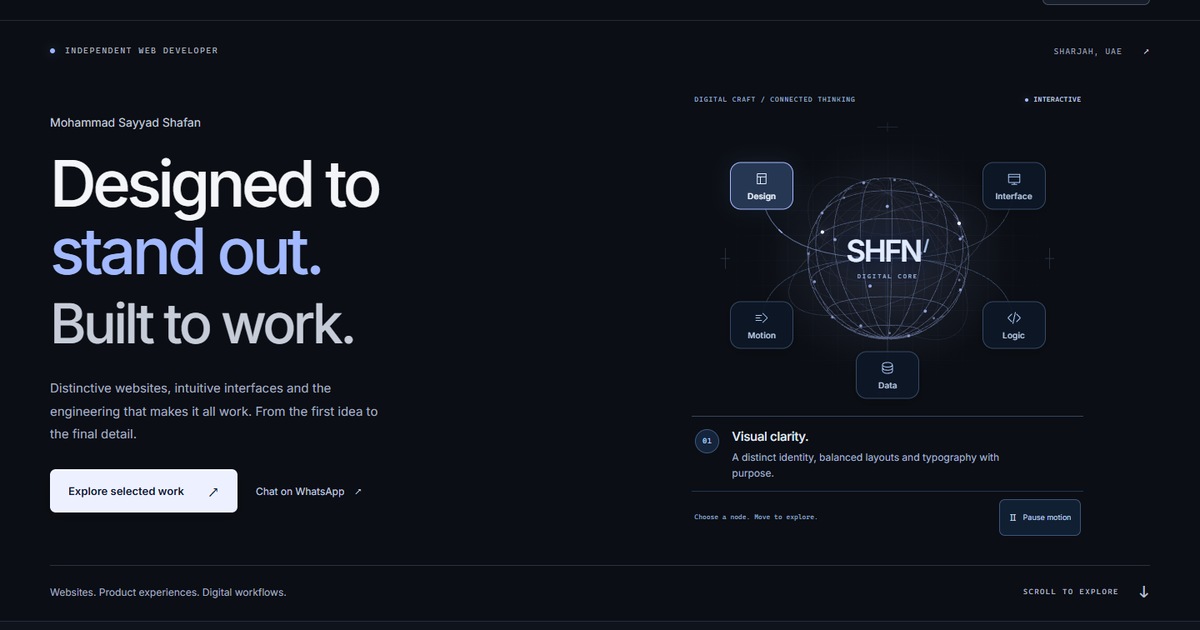 INDEPENDENT WEB DEVELOPER
SHARJAH, UAE ↗
Mohammad Sayyad Shafan
Designed to
stand out.
Built to work.
Distinctive websites, intuitive interfaces and the
engineering that makes it all work. From the first idea to
the final detail.
Explore selected work ↗
Chat on WhatsApp ↗
DIGITAL CRAFT / CONNECTED THINKING
INTERACTIVE
Design
Interface
SHFN/
DIGITAL CORE
Motion
Logic
Data
01
Visual clarity.
A distinct identity, balanced layouts and typography with
purpose.
Choose a node. Move to explore.
Pause motion
Websites. Product experiences. Digital workflows.
SCROLL TO EXPLORE ↓